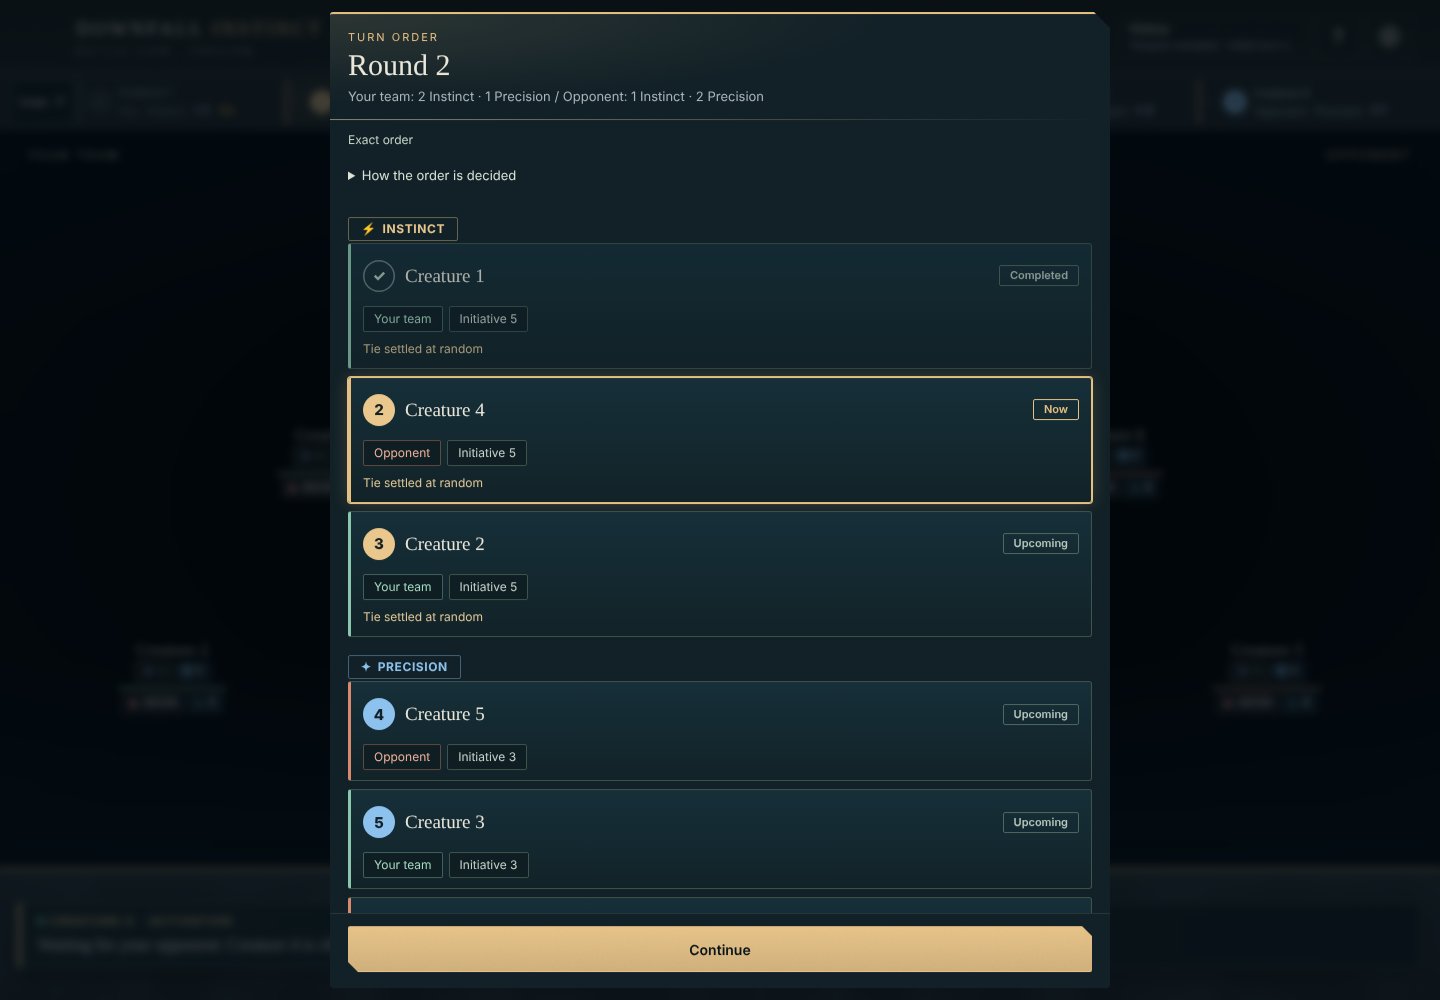 TURN ORDER
Round 2
Your team: 2 Instinct · 1 Precision / Opponent: 1 Instinct · 2 Precision
Exact order
▶ How the order is decided
⚡ INSTINCT
Creature 1
Completed
Your team
Initiative 5
Tie settled at random
2
Creature 4
Now
Opponent
Initiative 5
Tie settled at random
3
Creature 2
Upcoming
Your team
Initiative 5
Tie settled at random
✦ PRECISION
4
Creature 5
Upcoming
Opponent
Initiative 3
5
Creature 3
Upcoming
Your team
Initiative 3
Continue